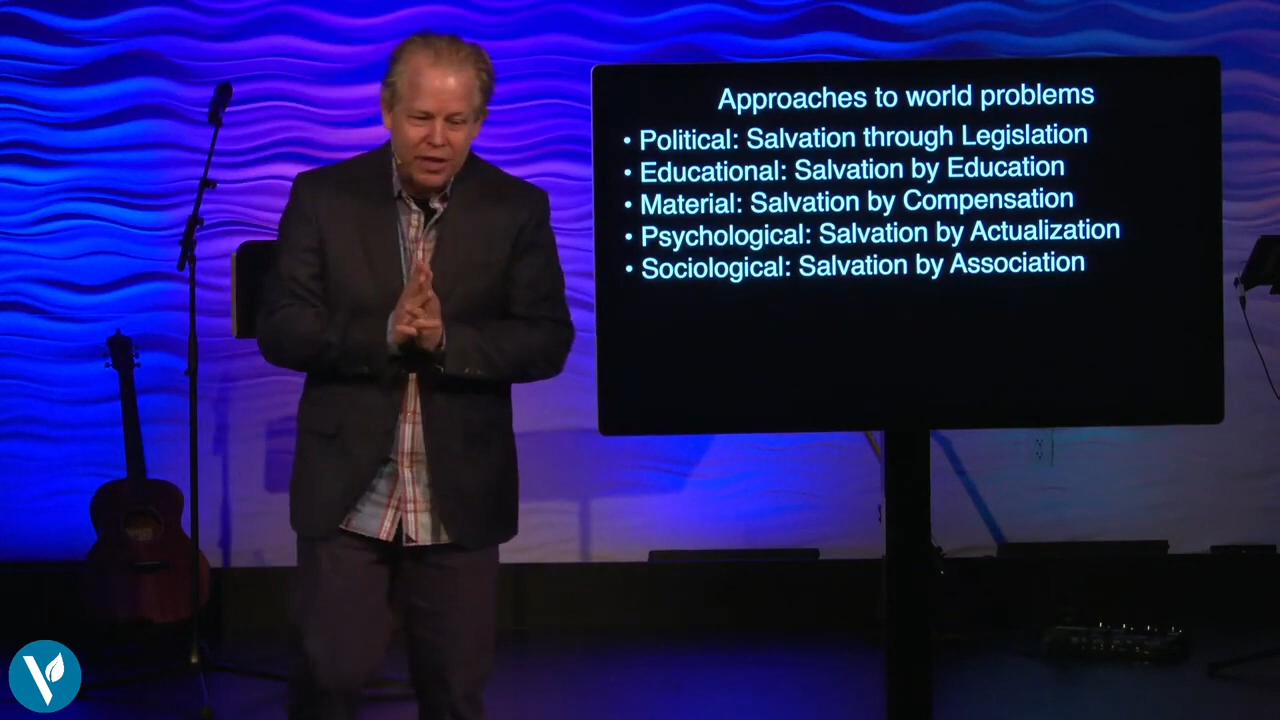 Approaches to world problems
• Political: Salvation through Legislation
• Educational: Salvation by Education
• Material: Salvation by Compensation
• Psychological: Salvation by Actualization
• Sociological: Salvation by Association
V